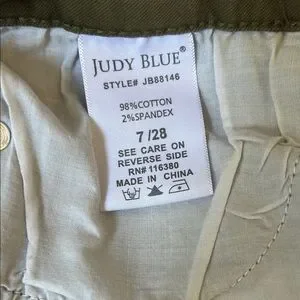 JUDY BLUE®
STYLE# JB88146
98%COTTON
2%SPANDEX
7 /28
SEE CARE ON
REVERSE SIDE
RN# 116380
MADE IN CHINA